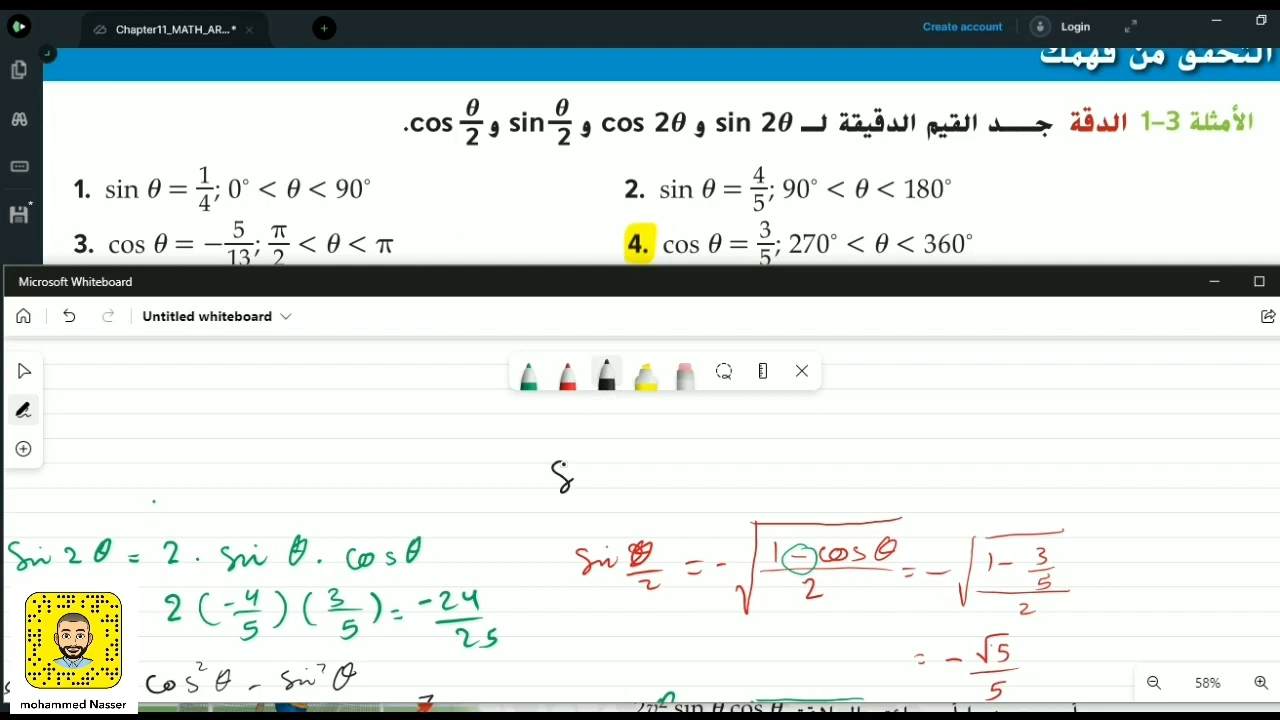 Chapter11_MATH_AR...*
Create account
Login
التحقق من فهمك
الأمثلة 3–1 الدقة جـــد القيم الدقيقة لـ sin 2θ و cos 2θ و sin θ/2 و cos θ/2.
1. sin θ = 1/4; 0° < θ < 90°
2. sin θ = 4/5; 90° < θ < 180°
3. cos θ = −5/13; π/2 < θ < π
4. cos θ = 3/5; 270° < θ < 360°
Microsoft Whiteboard
Untitled whiteboard
S
sin 2θ = 2 · sin θ · cos θ
sin θ/2 = -√((1 - cos θ)/2) = -√((1 - 3/5)/2)
2(-4/5)(3/5) = -24/25
= -√5/5
cos²θ - sin²θ
58%
mohammed Nasser
sin θ cos θ